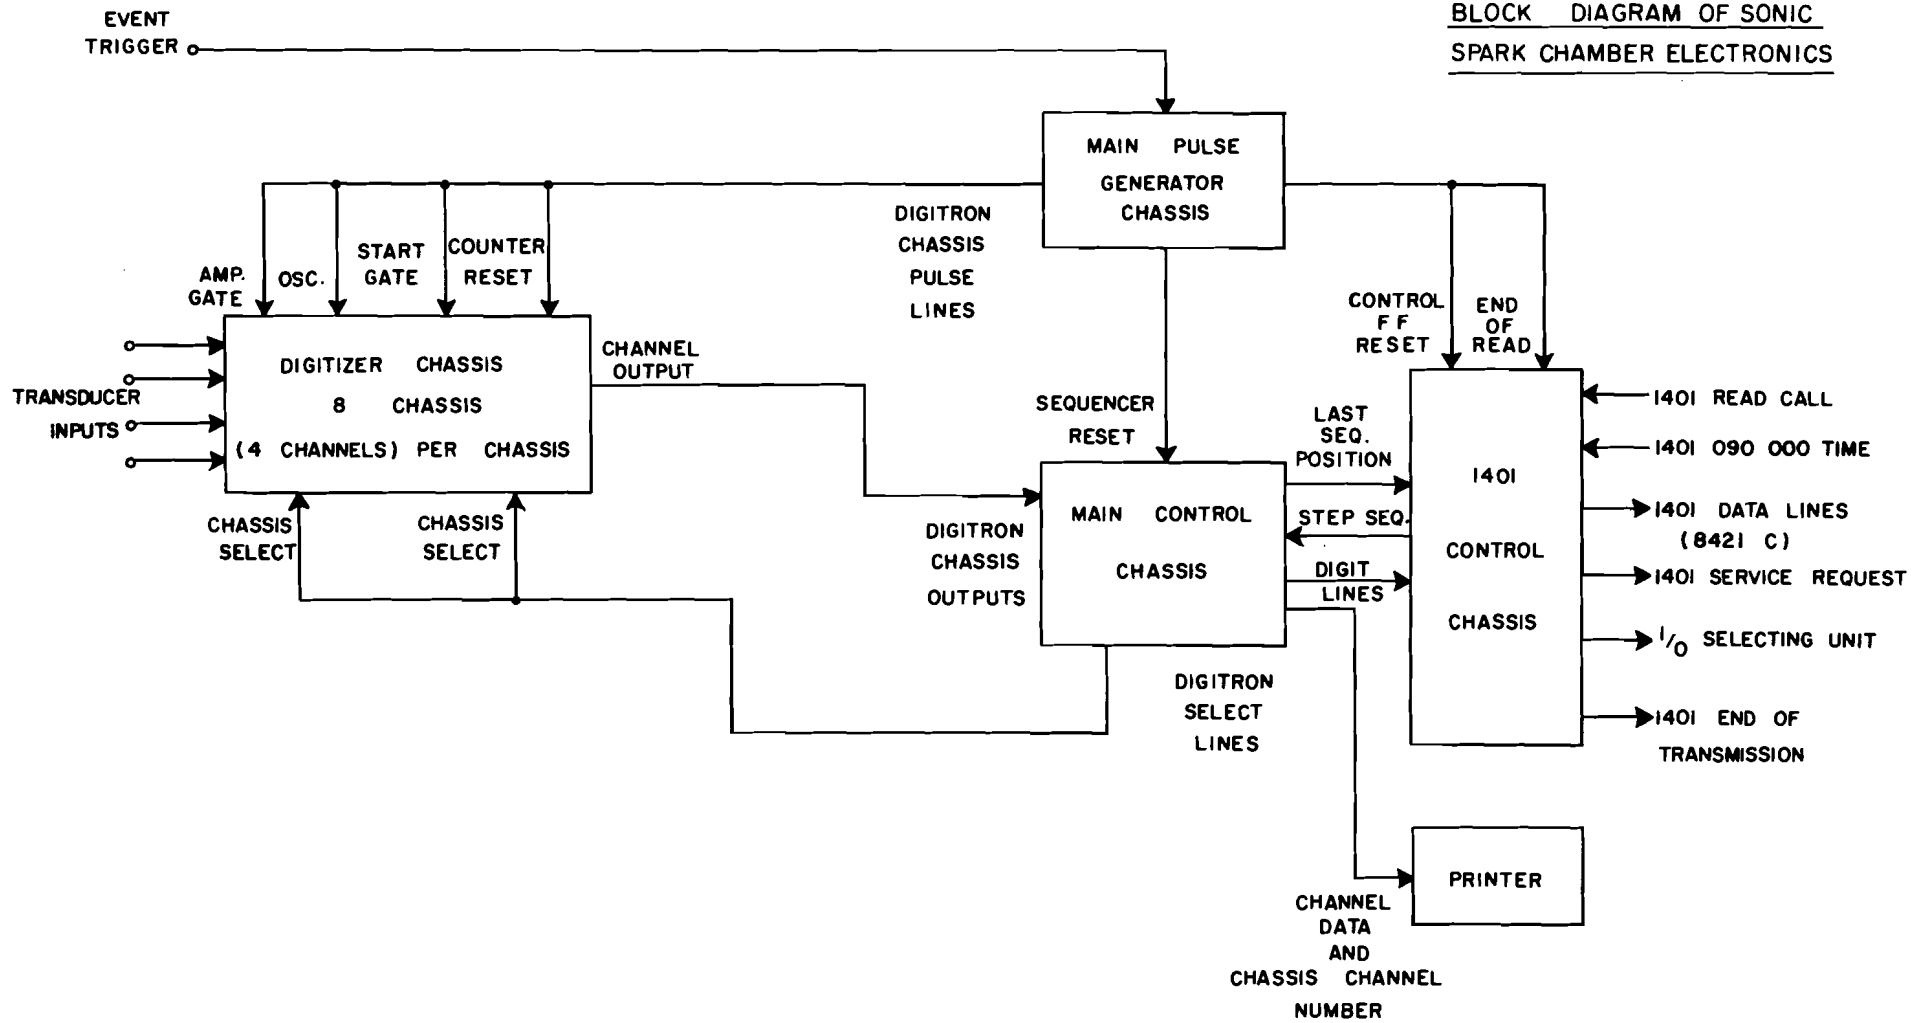 BLOCK DIAGRAM OF SONIC
SPARK CHAMBER ELECTRONICS
EVENT
TRIGGER
MAIN PULSE
GENERATOR
CHASSIS
DIGITRON
CHASSIS
PULSE
LINES
AMP.
GATE
OSC.
START
GATE
COUNTER
RESET
CONTROL
FF
RESET
END
OF
READ
TRANSDUCER
INPUTS
DIGITIZER CHASSIS
8 CHASSIS
(4 CHANNELS) PER CHASSIS
CHANNEL
OUTPUT
SEQUENCER
RESET
LAST
SEQ.
POSITION
STEP SEQ.
DIGIT
LINES
MAIN CONTROL
CHASSIS
DIGITRON
CHASSIS
OUTPUTS
CHASSIS
SELECT
CHASSIS
SELECT
DIGITRON
SELECT
LINES
1401
CONTROL
CHASSIS
1401 READ CALL
1401 090 000 TIME
1401 DATA LINES
(8421 C)
1401 SERVICE REQUEST
I/O SELECTING UNIT
1401 END OF
TRANSMISSION
PRINTER
CHANNEL
DATA
AND
CHASSIS CHANNEL
NUMBER